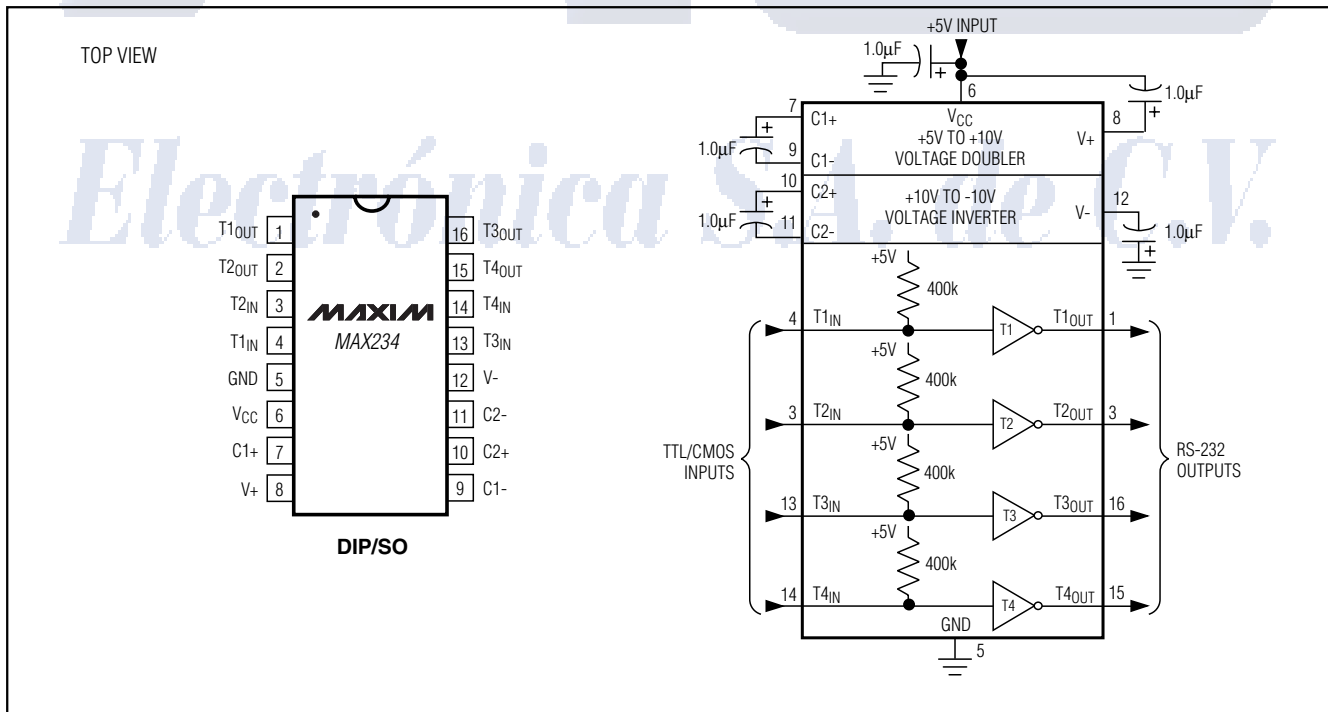 TOP VIEW
Electrónica S.A. de C.V.
T1OUT 1
T2OUT 2
T2IN 3
T1IN 4
GND 5
VCC 6
C1+ 7
V+ 8
MAXIM
MAX234
16 T3OUT
15 T4OUT
14 T4IN
13 T3IN
12 V-
11 C2-
10 C2+
9 C1-
DIP/SO
+5V INPUT
1.0µF
+
6
1.0µF
+
7 C1+
VCC
+5V TO +10V
VOLTAGE DOUBLER
8
V+
1.0µF
+
9 C1-
10 C2+
+10V TO -10V
VOLTAGE INVERTER
12
V-
1.0µF
+
11 C2-
1.0µF
+
+5V
400k
4 T1IN
T1
T1OUT 1
+5V
400k
3 T2IN
T2
T2OUT 3
+5V
400k
TTL/CMOS
INPUTS
RS-232
OUTPUTS
13 T3IN
T3
T3OUT 16
+5V
400k
14 T4IN
T4
T4OUT 15
GND
5